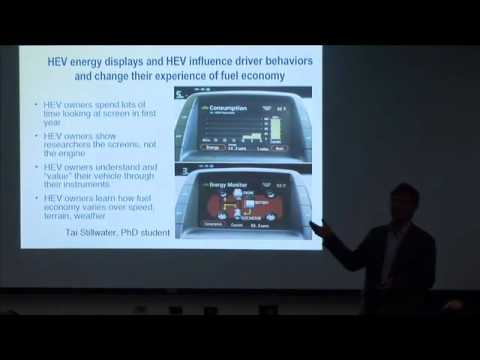 HEV energy displays and HEV influence driver behaviors
and change their experience of fuel economy
• HEV owners spend lots of
time looking at screen in first
year
• HEV owners show
researchers the screens, not
the engine
• HEV owners understand and
“value” their vehicle through
their instruments
• HEV owners learn how fuel
economy varies over speed,
terrain, weather
Tai Stillwater, PhD student
Consumption
Energy
Energy Monitor